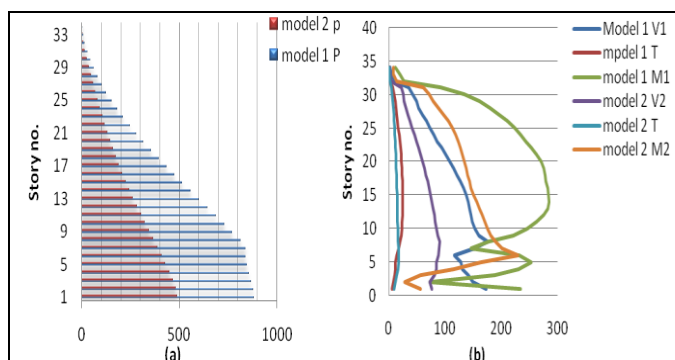 model 2 p
model 1 P
Story no.
33
29
25
21
17
13
9
5
1
0
500
1000
(a)
Model 1 V1
mpdel 1 T
model 1 M1
model 2 V2
model 2 T
model 2 M2
Story no.
40
35
30
25
20
15
10
5
0
0
100
200
300
(b)